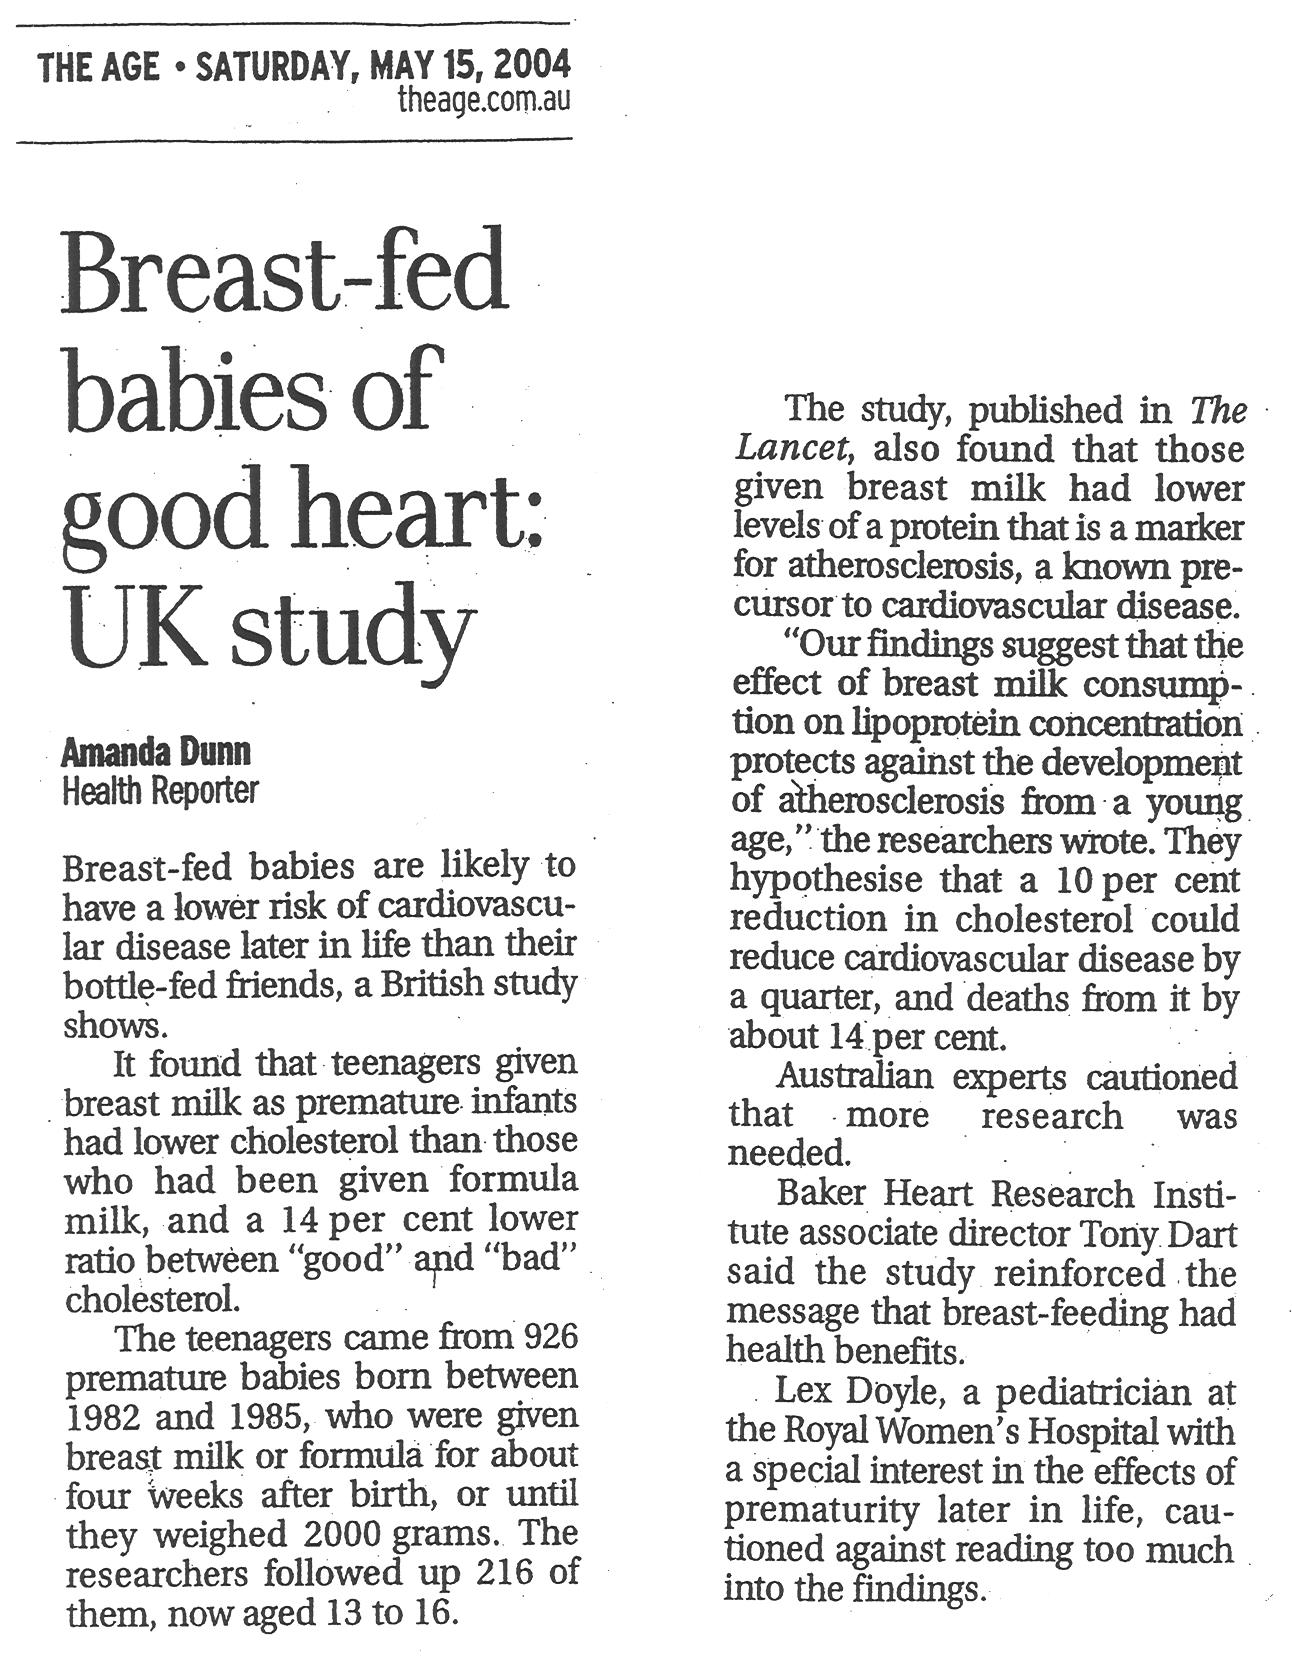 THE AGE • SATURDAY, MAY 15, 2004
theage.com.au
Breast-fed
babies of
good heart:
UK study
Amanda Dunn
Health Reporter
Breast-fed babies are likely to
have a lower risk of cardiovascu-
lar disease later in life than their
bottle-fed friends, a British study
shows.
It found that teenagers given
breast milk as premature infants
had lower cholesterol than those
who had been given formula
milk, and a 14 per cent lower
ratio between “good” and “bad”
cholesterol.
The teenagers came from 926
premature babies born between
1982 and 1985, who were given
breast milk or formula for about
four weeks after birth, or until
they weighed 2000 grams. The
researchers followed up 216 of
them, now aged 13 to 16.
The study, published in The
Lancet, also found that those
given breast milk had lower
levels of a protein that is a marker
for atherosclerosis, a known pre-
cursor to cardiovascular disease.
“Our findings suggest that the
effect of breast milk consump-
tion on lipoprotein concentration
protects against the development
of atherosclerosis from a young
age,” the researchers wrote. They
hypothesise that a 10 per cent
reduction in cholesterol could
reduce cardiovascular disease by
a quarter, and deaths from it by
about 14 per cent.
Australian experts cautioned
that more research was
needed.
Baker Heart Research Insti-
tute associate director Tony Dart
said the study reinforced the
message that breast-feeding had
health benefits.
Lex Doyle, a pediatrician at
the Royal Women's Hospital with
a special interest in the effects of
prematurity later in life, cau-
tioned against reading too much
into the findings.